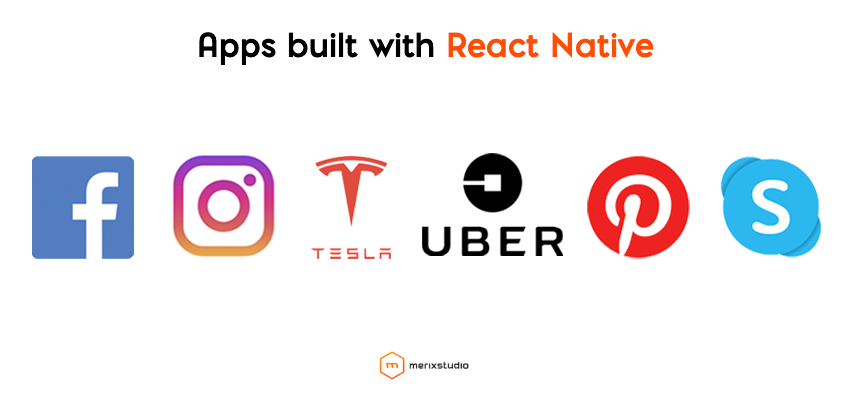 Apps built with React Native
TESLA
UBER
merixstudio